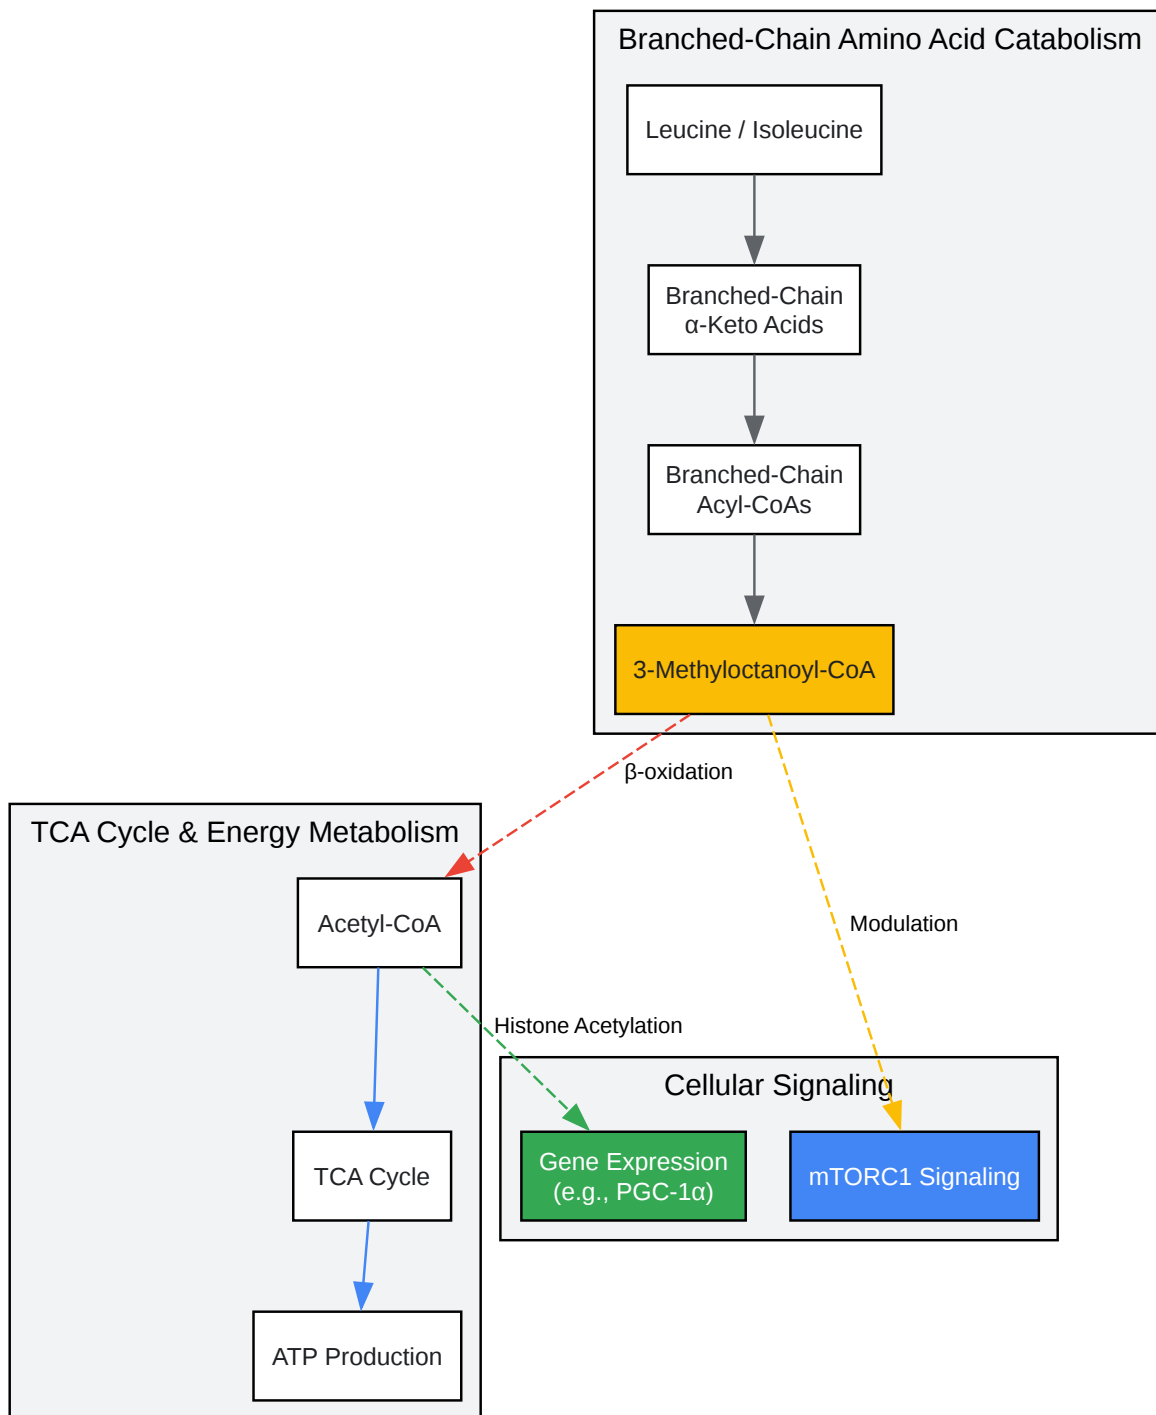 Branched-Chain Amino Acid Catabolism
Leucine / Isoleucine
Branched-Chain
α-Keto Acids
Branched-Chain
Acyl-CoAs
3-Methyloctanoyl-CoA
β-oxidation
TCA Cycle & Energy Metabolism
Acetyl-CoA
Modulation
Histone Acetylation
Cellular Signaling
Gene Expression
(e.g., PGC-1α)
mTORC1 Signaling
TCA Cycle
ATP Production